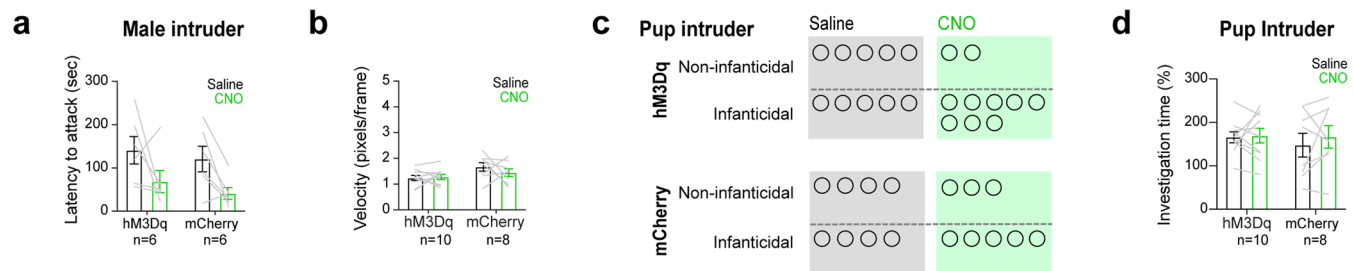 a
Male intruder
Latency to attack (sec)
300
200
100
0
Saline
CNO
hM3Dq
n=6
mCherry
n=6
b
Velocity (pixels/frame)
5
4
3
2
1
0
Saline
CNO
hM3Dq
n=10
mCherry
n=8
c
Pup intruder
Saline
CNO
hM3Dq
Non-infanticidal
Infanticidal
mCherry
Non-infanticidal
Infanticidal
d
Pup Intruder
Investigation time (%)
300
200
100
0
Saline
CNO
hM3Dq
n=10
mCherry
n=8